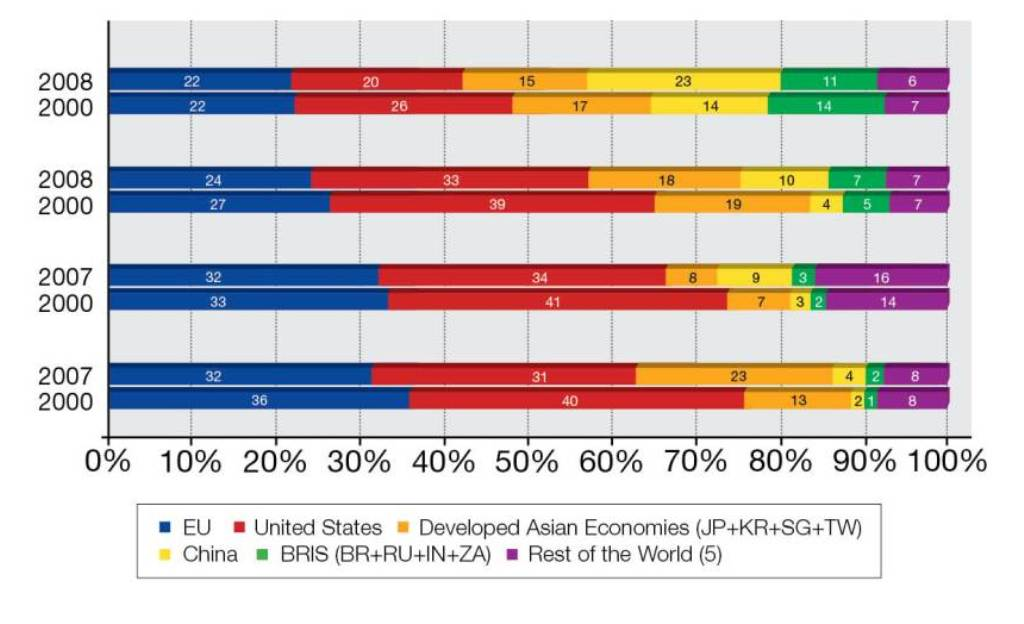 2008 22 20 15 23 11 6
2000 22 26 17 14 14 7
2008 24 33 18 10 7 7
2000 27 39 19 4 5 7
2007 32 34 8 9 3 16
2000 33 41 7 3 2 14
2007 32 31 23 4 2 8
2000 36 40 13 2 1 8
0% 10% 20% 30% 40% 50% 60% 70% 80% 90% 100%
EU United States Developed Asian Economies (JP+KR+SG+TW)
China BRIS (BR+RU+IN+ZA) Rest of the World (5)